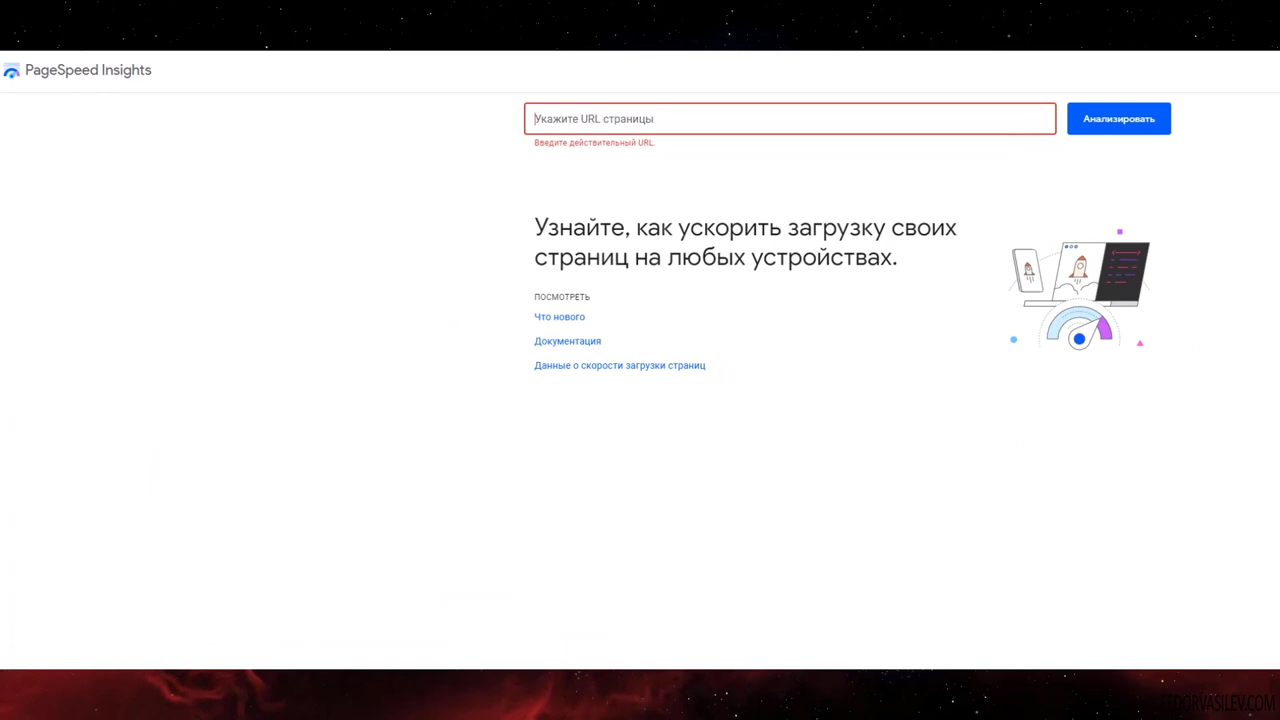 PageSpeed Insights
Укажите URL страницы
Анализировать
Введите действительный URL.
Узнайте, как ускорить загрузку своих
страниц на любых устройствах.
ПОСМОТРЕТЬ
Что нового
Документация
Данные о скорости загрузки страниц